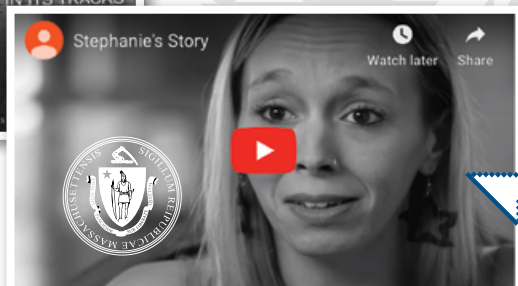 IN ITS TRACKS
Stephanie's Story
Watch later
Share
SIGILLUM REIPUBLICAE MASSACHUSETTENSIS